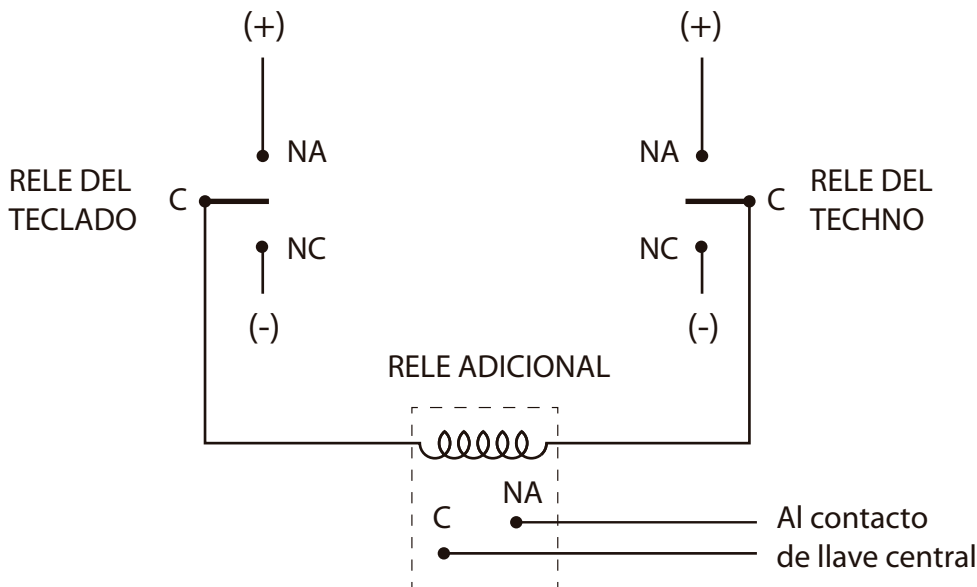 (+)
(+)
NA
NA
RELE DEL
TECLADO
C
C
RELE DEL
TECHNO
NC
NC
(-)
(-)
RELE ADICIONAL
NA
C
Al contacto
de llave central